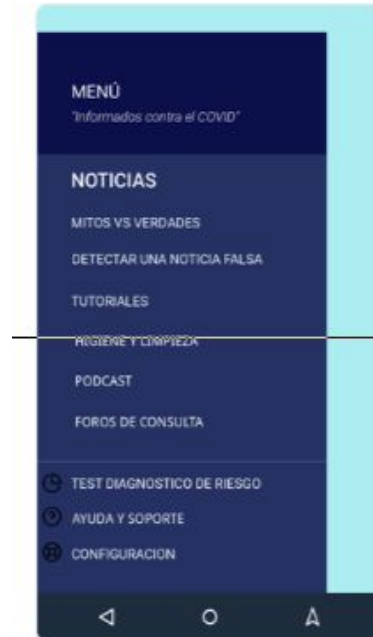 MENÚ
"Informados contra el COVID"
NOTICIAS
MITOS VS VERDADES
DETECTAR UNA NOTICIA FALSA
TUTORIALES
HIGIENE Y LIMPIEZA
PODCAST
FOROS DE CONSULTA
TEST DIAGNOSTICO DE RIESGO
AYUDA Y SOPORTE
CONFIGURACION